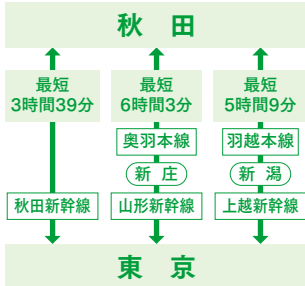 秋田
最短
3時間39分
最短
6時間3分
最短
5時間9分
奥羽本線
羽越本線
新庄
新潟
秋田新幹線
山形新幹線
上越新幹線
東京